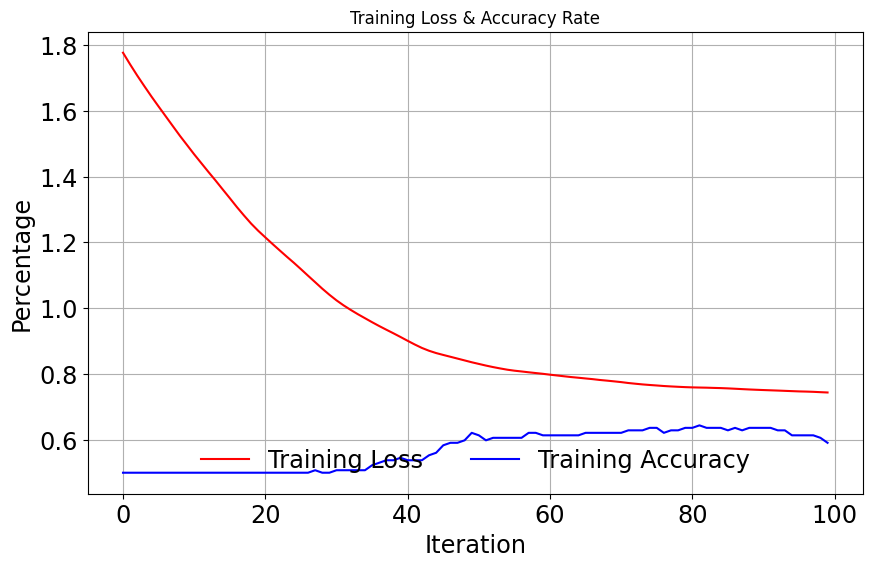 Training Loss & Accuracy Rate
1.8
1.6
1.4
1.2
1.0
0.8
0.6
Percentage
Training Loss Training Accuracy
0 20 40 60 80 100
Iteration